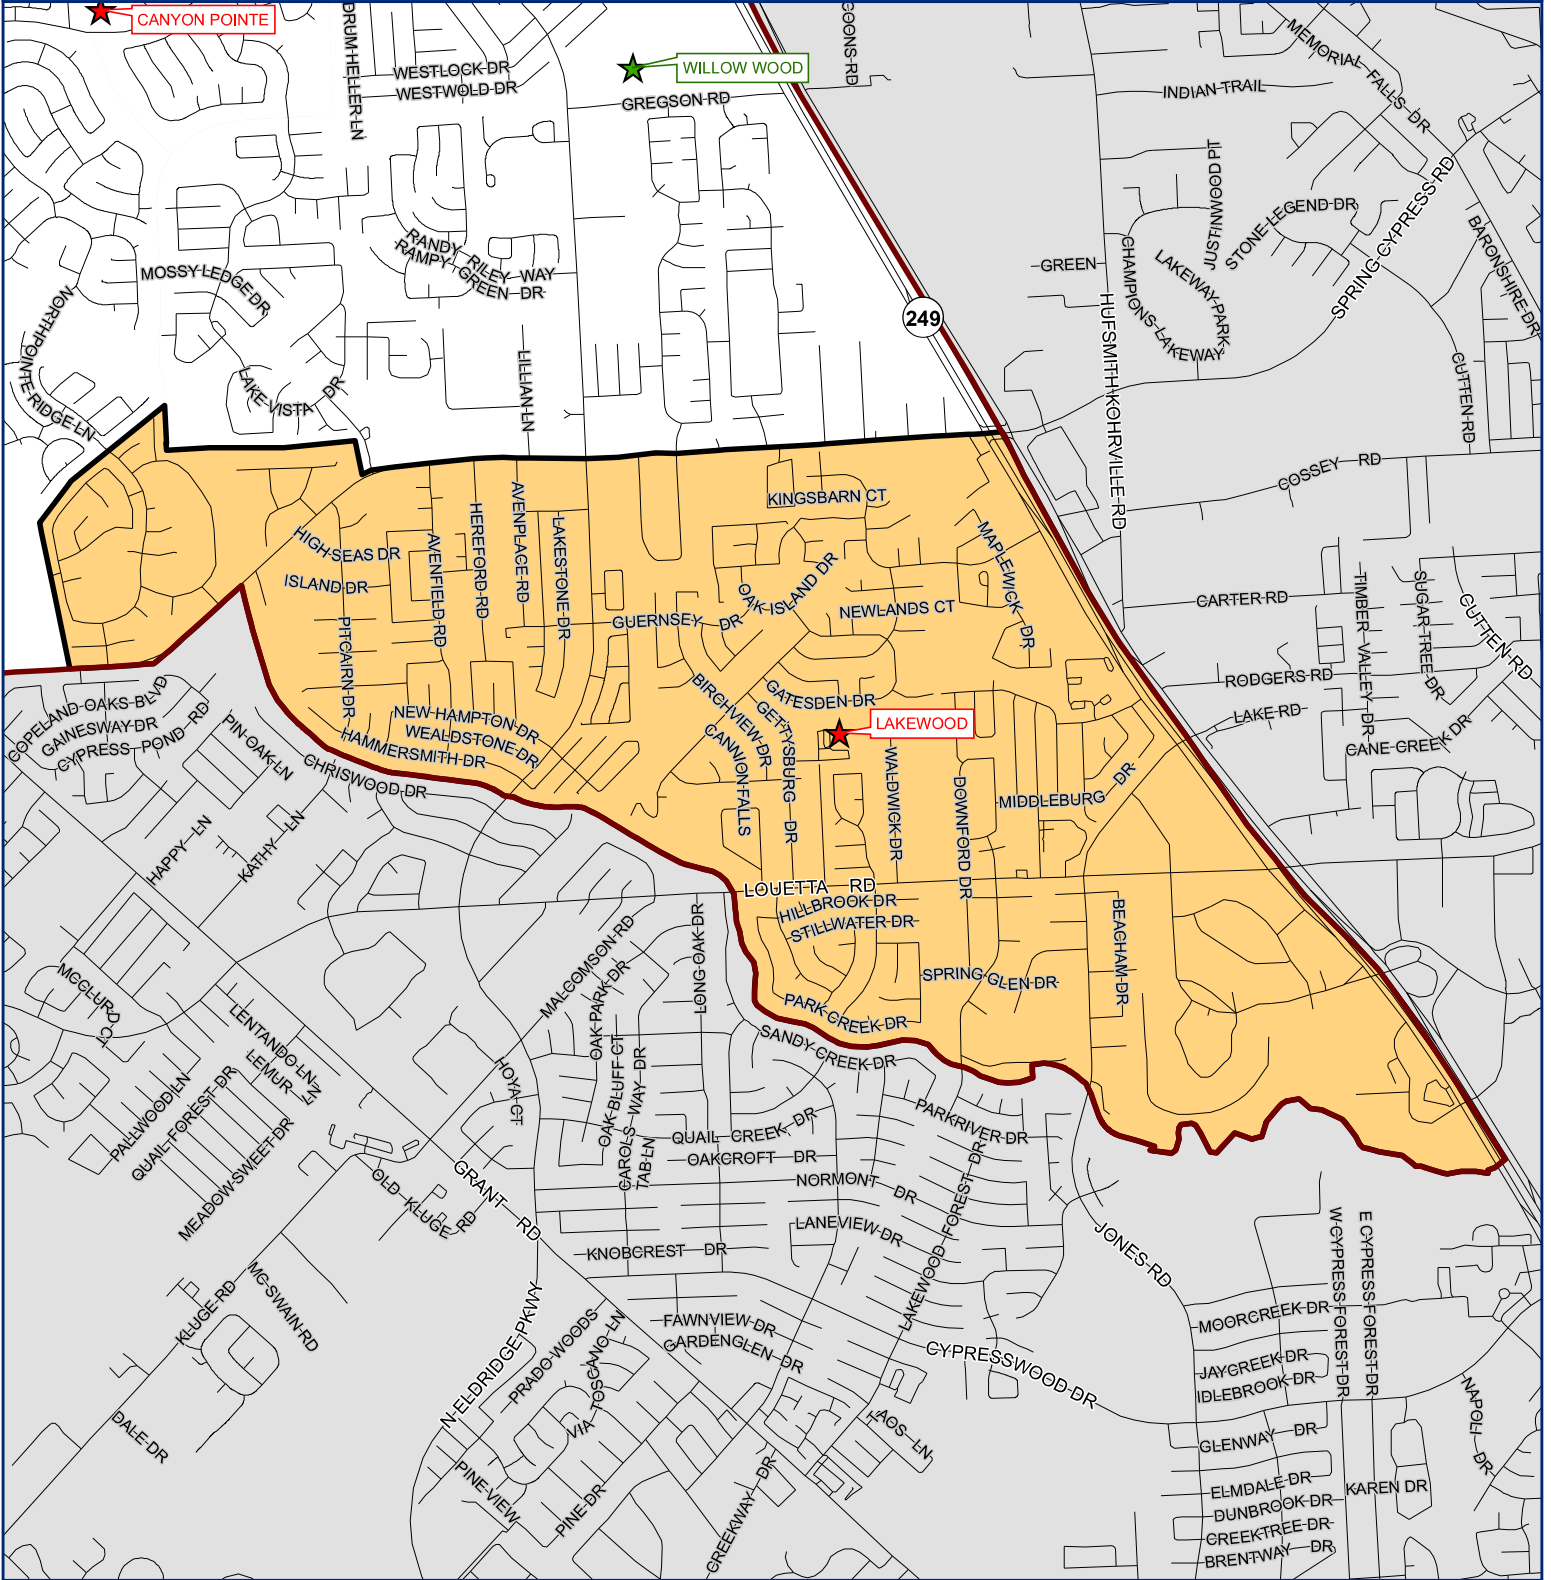 CANYON POINTE
DRUM HELLER LN
WESTLOCK DR
WESTWOLD DR
WILLOW WOOD
GREGSON RD
COONS RD
MEMORIAL FALLS DR
INDIAN TRAIL
JUSTINWOOD PT
STONE LEGEND DR
SPRING CYPRESS RD
BARONSHIRE DR
RANDY RILEY WAY
RAMPY GREEN DR
MOSSY LEDGE DR
NORTHPOINTE RIDGE LN
LAKE VISTA DR
LILLIAN LN
249
GREEN
CHAMPIONS LAKEWAY
LAKEWAY PARK
HUFSMITH KOHRVILLE RD
CUTTEN RD
COSSEY RD
KINGSBARN CT
HIGH SEAS DR
ISLAND DR
AVENFIELD RD
HEREFORD RD
AVENPLACE RD
LAKESTONE DR
GUERNSEY DR
OAK ISLAND DR
NEWLANDS CT
MAPLEWICK DR
CARTER RD
TIMBER VALLEY DR
SUGAR TREE DR
CUTTEN RD
RODGERS RD
LAKE RD
CANE CREEK DR
PITCAIRN DR
NEW HAMPTON DR
WEALDSTONE DR
HAMMERSMITH DR
BIRCHVIEW DR
GATESDEN DR
GETTYSBURG DR
CANNION FALLS
LAKEWOOD
WALDWICK DR
DOWNFORD DR
MIDDLEBURG DR
COPELAND OAKS BLVD
GAINESWAY DR
CYPRESS POND RD
PIN OAK LN
CHRISWOOD DR
HAPPY LN
KATHY LN
LOUETTA RD
HILLBROOK DR
STILLWATER DR
SPRING GLEN DR
BEACHAM DR
PARK CREEK DR
SANDY CREEK DR
LONG OAK DR
MALCOMSON RD
OAK PARK DR
OAK BLUFF CT
CAROLS WAY DR
TAB LN
HOYA CT
MCCLURD CT
LENTANDO LN
LEMUR LN
PALLWOOD LN
QUAIL FOREST DR
MEADOW SWEET DR
OLD KLUGE RD
GRANT RD
QUAIL CREEK DR
OAKCROFT DR
NORMONT DR
LANEVIEW DR
KNOBCREST DR
PARKRIVER DR
LAKEWOOD FOREST DR
JONES RD
W CYPRESS FOREST DR
E CYPRESS FOREST DR
MOORCREEK DR
JAYCREEK DR
IDLEBROOK DR
GLENWAY DR
ELMDALE DR
DUNBROOK DR
CREEKTREE DR
BRENTWAY DR
KAREN DR
NAPOLI DR
KLUGE RD
MC SWAIN RD
DALE DR
N ELDRIDGE PKWY
PRADO WOODS
VIA TOSCANO LN
FAWNVIEW DR
GARDENGLEN DR
CYPRESSWOOD DR
TAOS LN
PINE VIEW
PINE DR
CREEKWAY DR